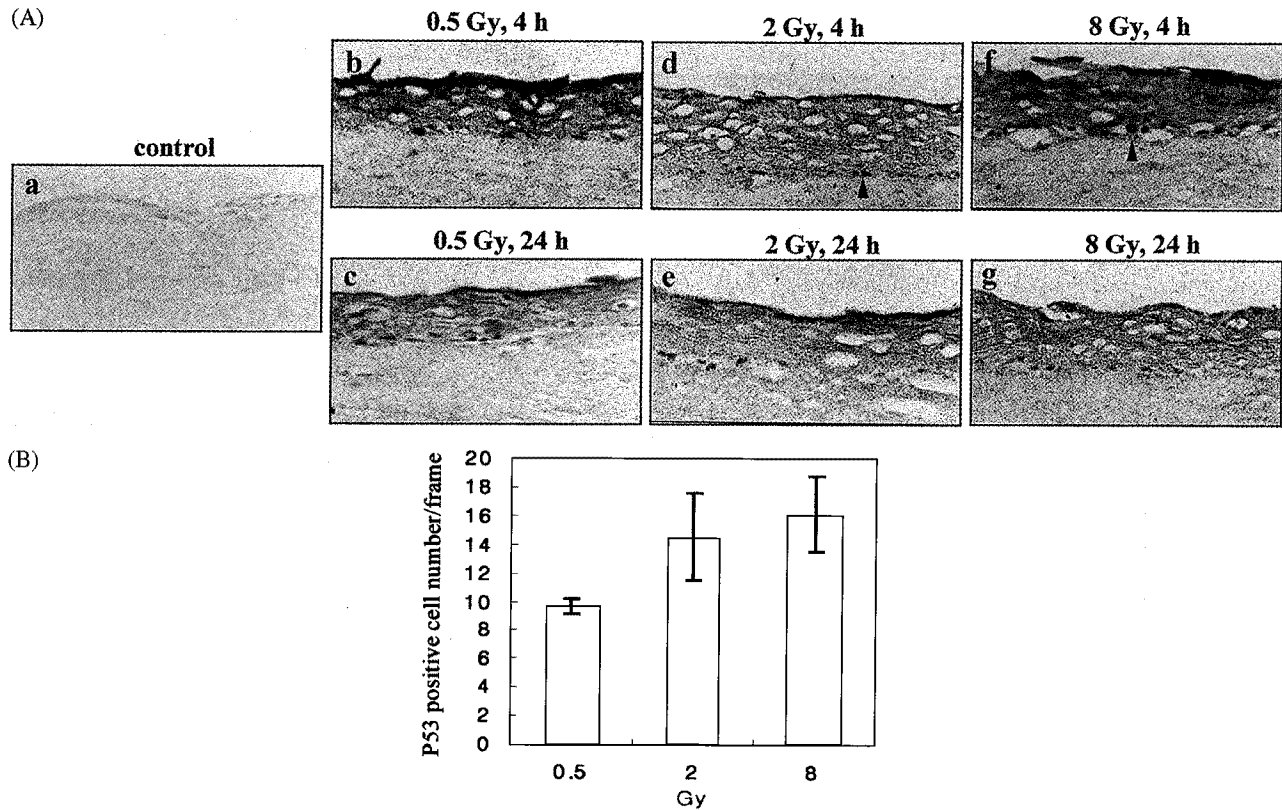 (A)
0.5 Gy, 4 h
2 Gy, 4 h
8 Gy, 4 h
b
d
f
control
a
0.5 Gy, 24 h
2 Gy, 24 h
8 Gy, 24 h
c
e
g
(B)
P53 positive cell number/frame
20
18
16
14
12
10
8
6
4
2
0
0.5
2
8
Gy